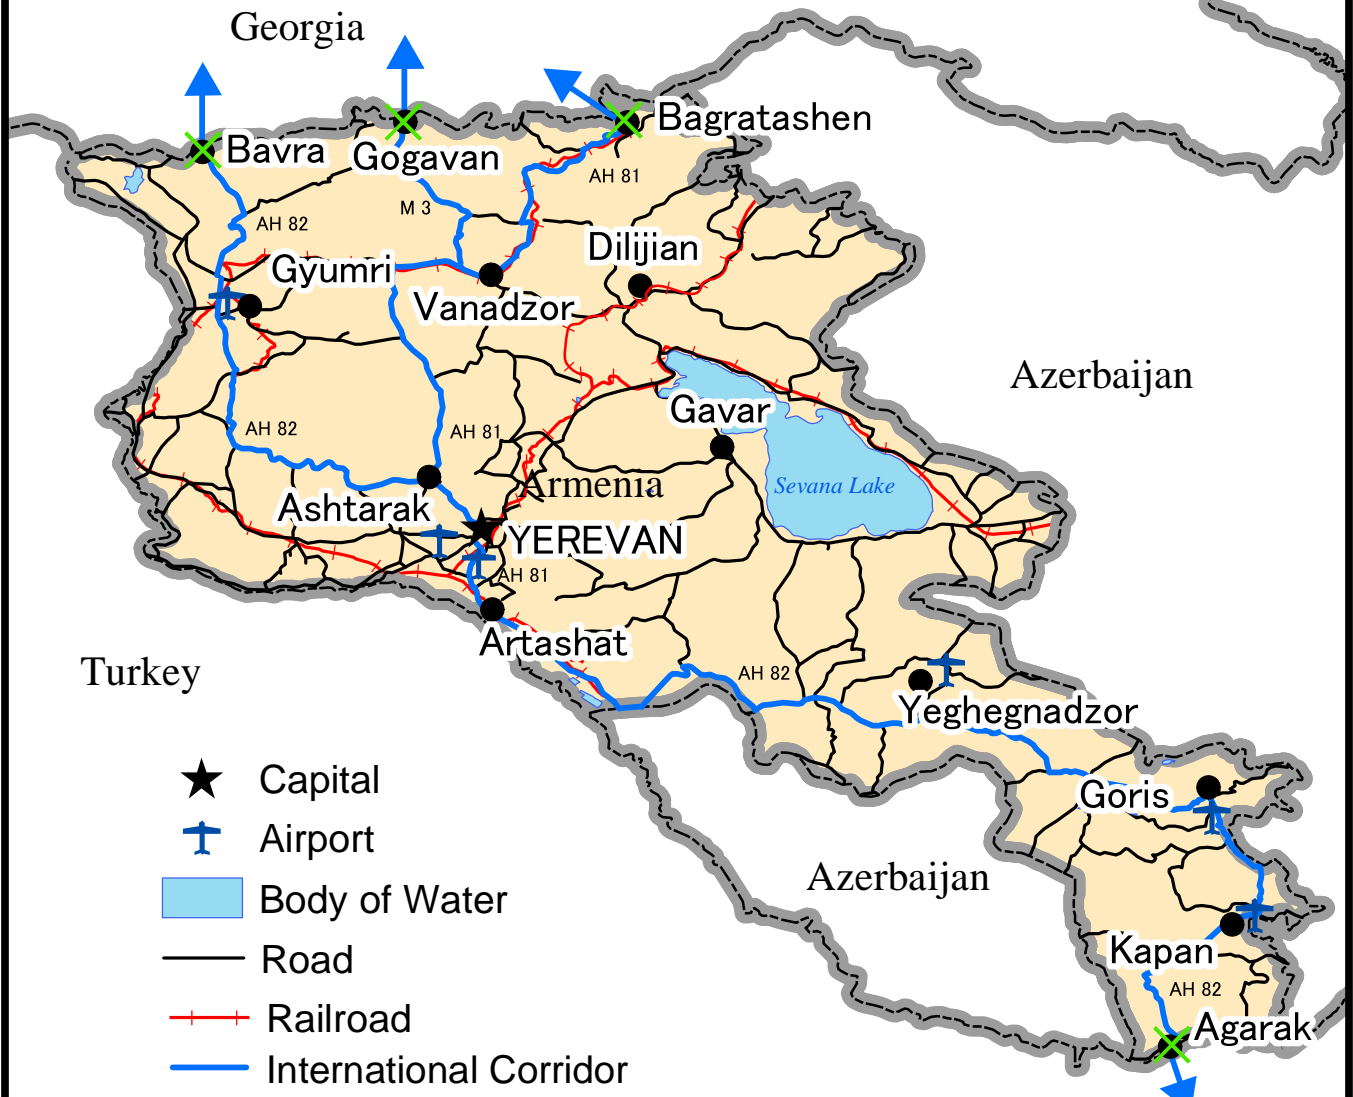 Georgia
Bagratashen
Bavra
Gogavan
AH 81
M 3
AH 82
Dilijian
Gyumri
Vanadzor
Azerbaijan
Gavar
AH 82
AH 81
Armenia
Sevana Lake
Ashtarak
YEREVAN
AH 81
Artashat
Turkey
AH 82
Yeghegnadzor
Capital
Goris
Airport
Azerbaijan
Body of Water
Kapan
Road
AH 82
Railroad
Agarak
International Corridor